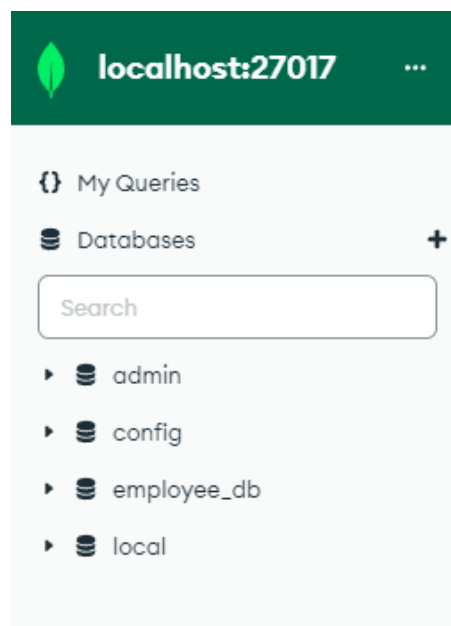 localhost:27017 ...
{} My Queries
Databases +
Search
admin
config
employee_db
local